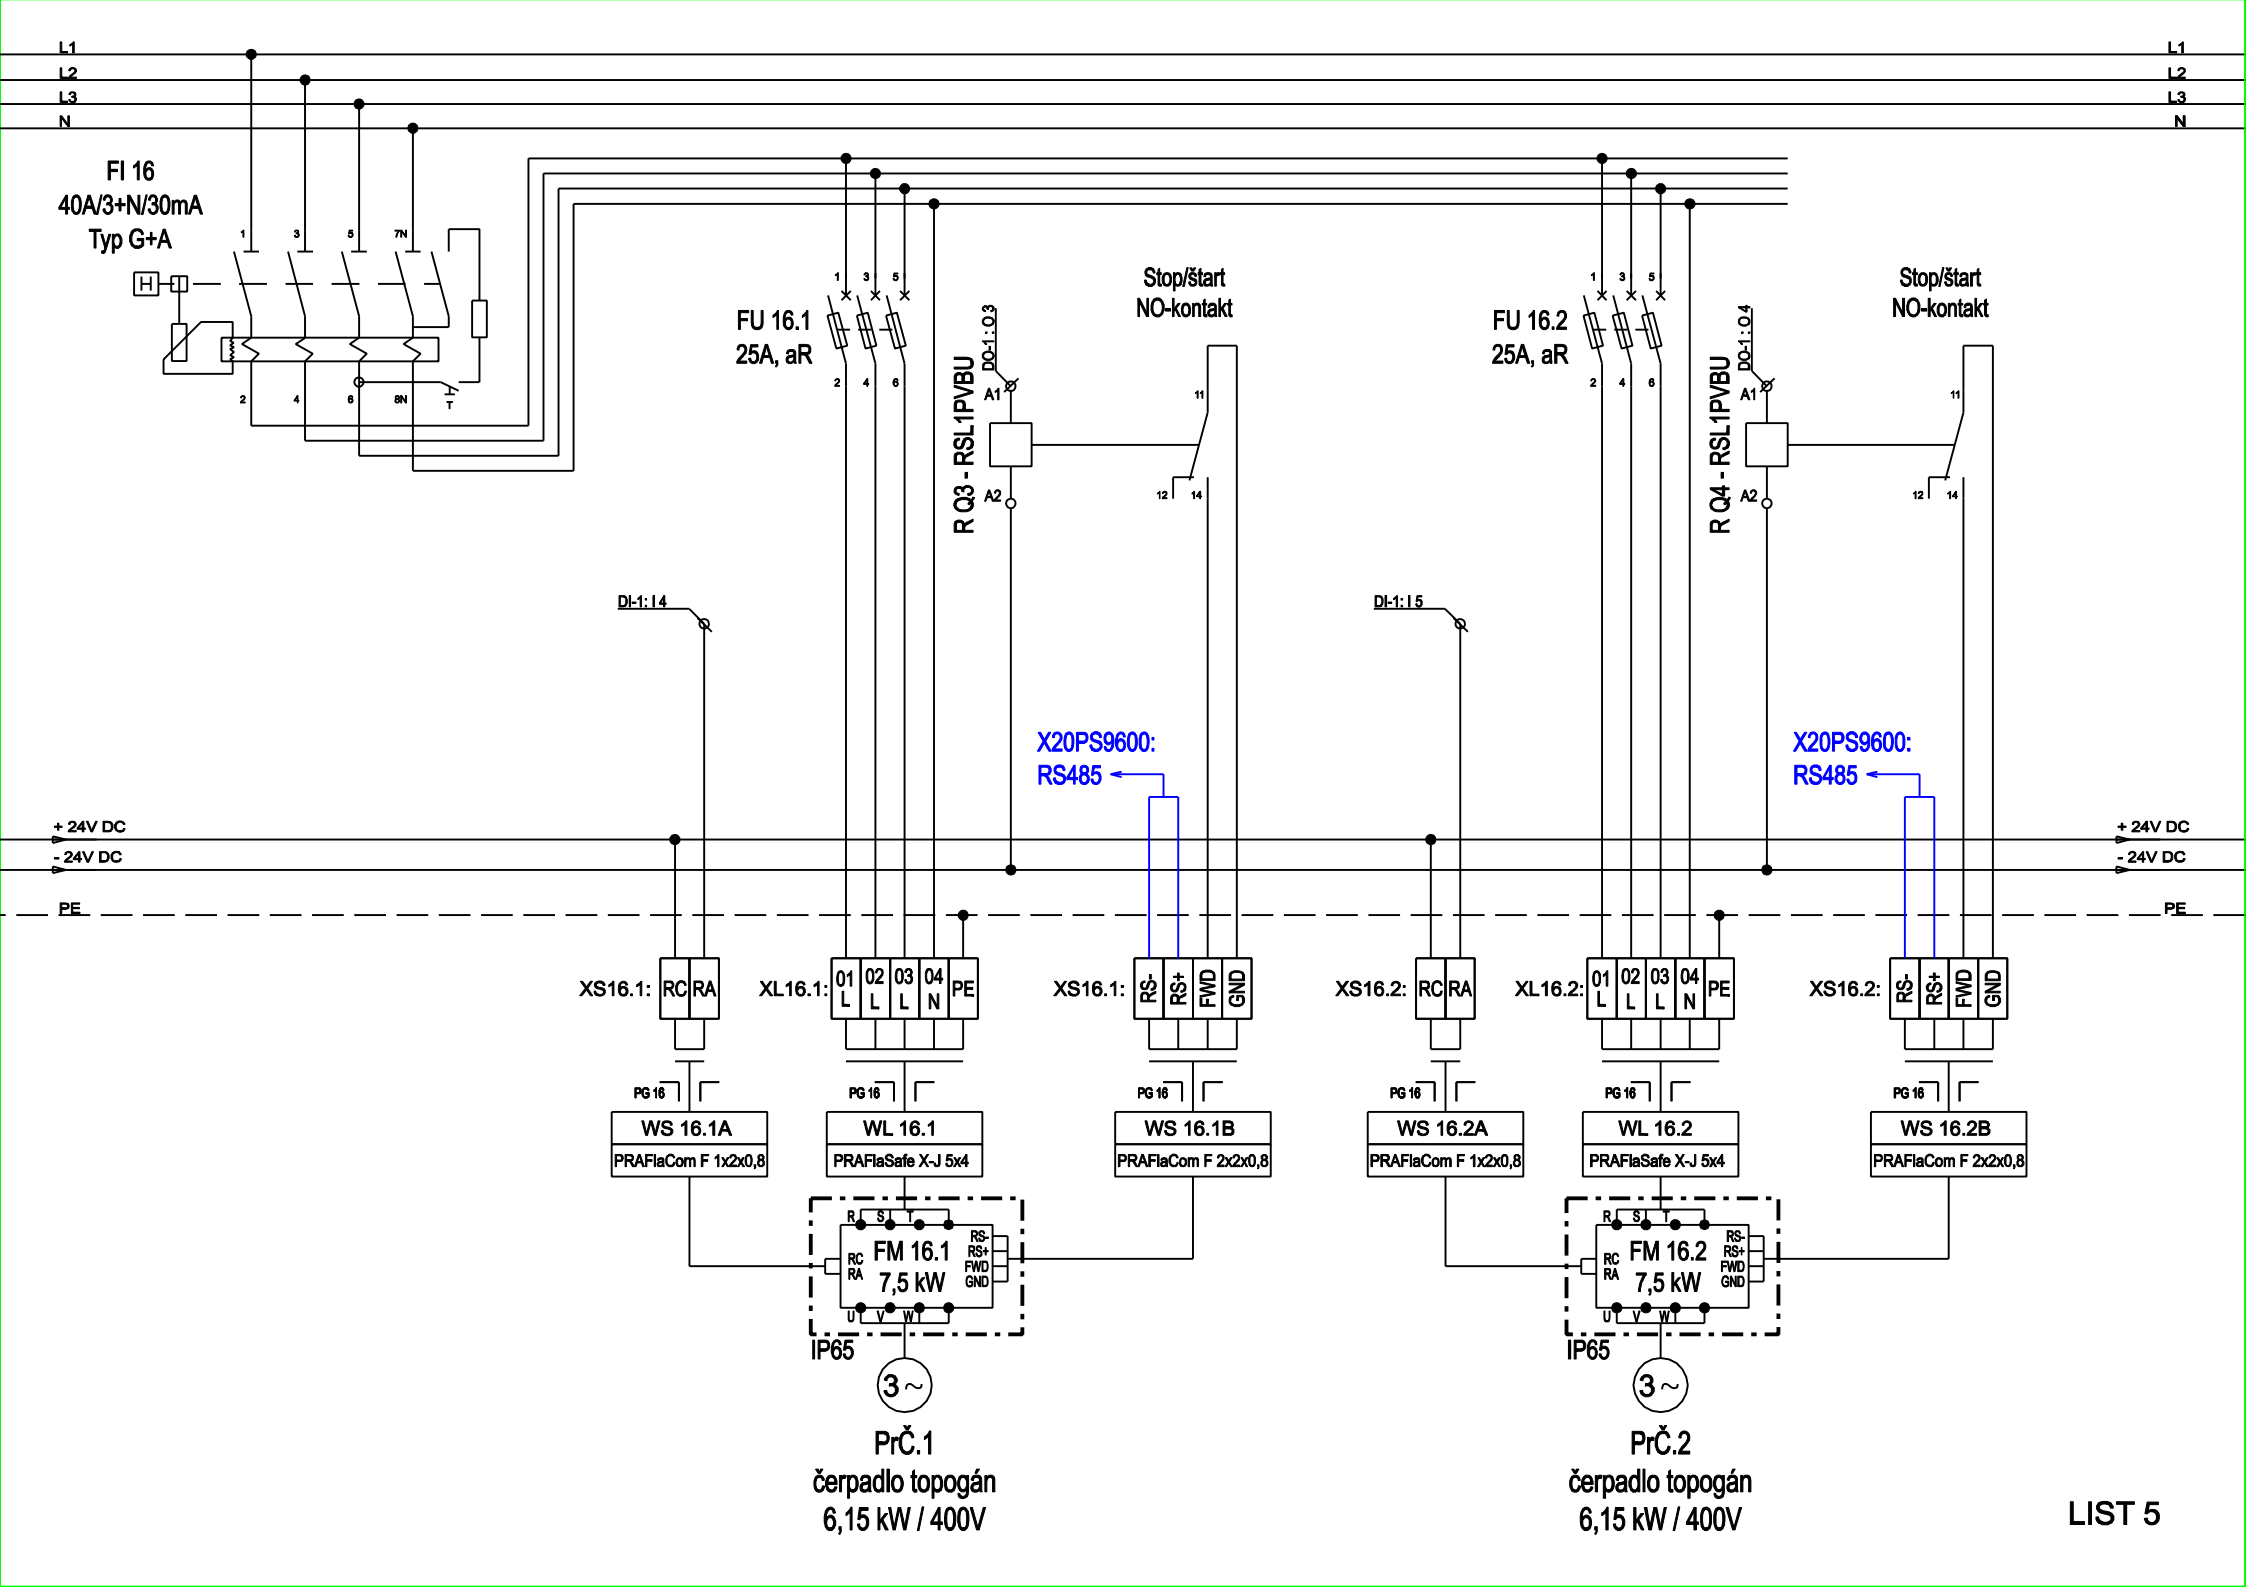 L1 L1
L2 L2
L3 L3
N N
FI 16
40A/3+N/30mA
Typ G+A
1 3 5 7N
H
2 4 6 8N
T
FU 16.1
25A, aR
1 3 5
2 4 6
R Q3 - RSL1PVBU
DO-1: O 3
A1
A2
Stop/štart
NO-kontakt
11
12 14
FU 16.2
25A, aR
1 3 5
2 4 6
R Q4 - RSL1PVBU
DO-1: O 4
A1
A2
Stop/štart
NO-kontakt
11
12 14
DI-1: I 4
DI-1: I 5
X20PS9600:
RS485
X20PS9600:
RS485
+ 24V DC + 24V DC
- 24V DC - 24V DC
PE PE
XS16.1: RC RA
XL16.1: 01 L 02 L 03 L 04 N PE
XS16.1: RS- RS+ FWD GND
XS16.2: RC RA
XL16.2: 01 L 02 L 03 L 04 N PE
XS16.2: RS- RS+ FWD GND
PG 16 PG 16 PG 16 PG 16 PG 16 PG 16
WS 16.1A WL 16.1 WS 16.1B WS 16.2A WL 16.2 WS 16.2B
PRAFlaCom F 1x2x0,8 PRAFlaSafe X-J 5x4 PRAFlaCom F 2x2x0,8 PRAFlaCom F 1x2x0,8 PRAFlaSafe X-J 5x4 PRAFlaCom F 2x2x0,8
R S T
RC
RA
FM 16.1
7,5 kW
RS-
RS+
FWD
GND
U V W
IP65
3 ~
PrČ.1
čerpadlo topogán
6,15 kW / 400V
R S T
RC
RA
FM 16.2
7,5 kW
RS-
RS+
FWD
GND
U V W
IP65
3 ~
PrČ.2
čerpadlo topogán
6,15 kW / 400V
LIST 5